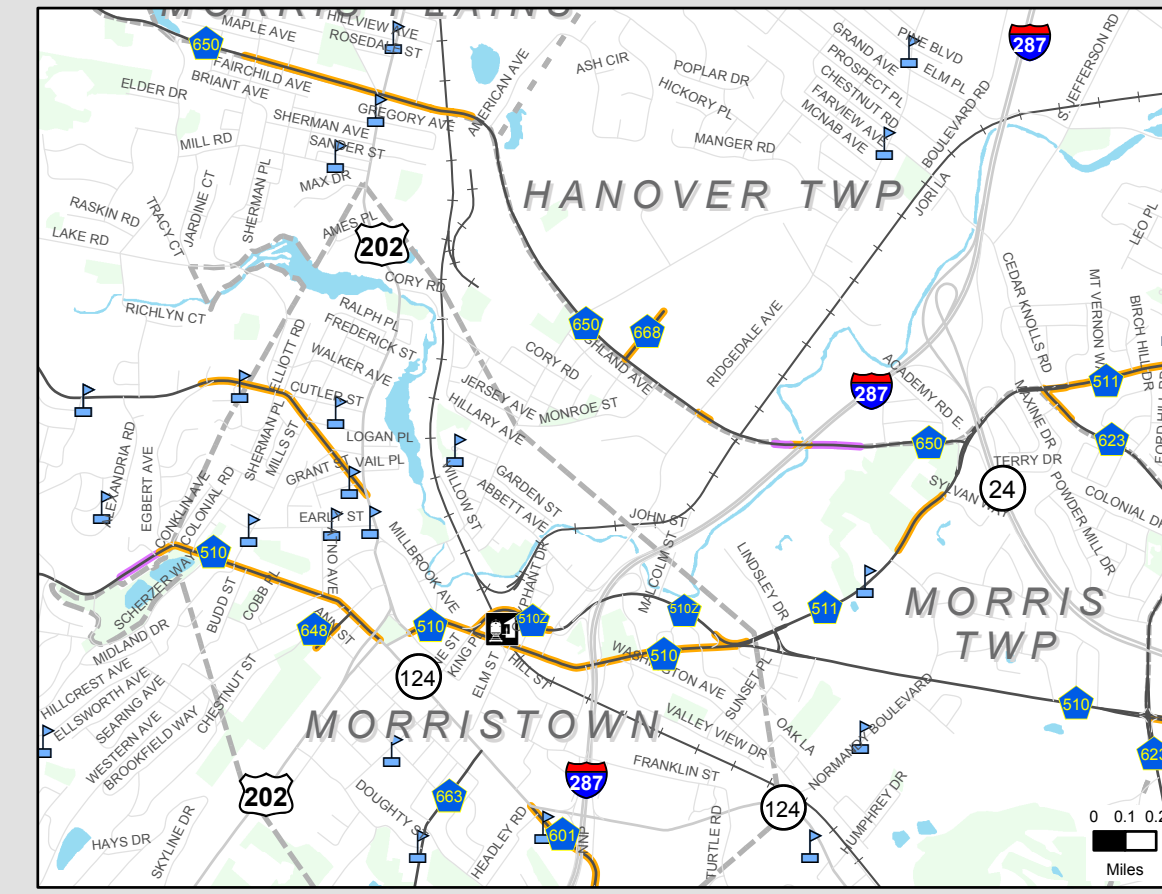 MORRIS PLAINS
HILLVIEW AVE
MAPLE AVE
ROSEDALE ST
650
FAIRCHILD AVE
BRIANT AVE
ELDER DR
GREGORY AVE
AMERICAN AVE
SHERMAN AVE
MILL RD
MAX DR
ASH CIR
POPLAR DR
HICKORY PL
MANGER RD
PINE BLVD
GRAND AVE
ELM PL
PROSPECT PL
CHESTNUT RD
FARVIEW AVE
MCNAB AVE
BOULEVARD RD
287
S. JEFFERSON RD
HANOVER TWP
JORI LA
LEO PL
RASKIN RD
TRACY CT
JARDINE CT
SHERMAN PL
LAKE RD
AMES PL
202
CORY RD
RICHLYN CT
RALPH PL
FREDERICK ST
WALKER AVE
ELLIOTT RD
CUTLER ST
650
668
CORY RD
RIDGEDALE AVE
JERSEY AVE
MONROE ST
HILLARY AVE
287
ACADEMY RD E
CEDAR KNOLLS RD
MT VERNON W
BIRCH HILL DR
511
MAXINE DR
650
623
TERRY DR
24
SYLVAN WAY
POWDER MILL DR
COLONIAL DR
LOGAN PL
GRANT ST
VAIL PL
SHERMAN PL
MILLS ST
ALEXANDRIA RD
EGBERT AVE
CONKLIN AVE
COLONIAL RD
WILLOW ST
GARDEN ST
ABBETT AVE
JOHN ST
EARLY ST
MILLBROOK AVE
MALCOLM ST
LINDSLEY DR
510
SCHERZER WAY
BUDD ST
COBB PL
648
ANN ST
510
510Z
510Z
511
510
MORRIS
TWP
MIDLAND DR
HILLCREST AVE
ELLSWORTH AVE
SEARING AVE
WESTERN AVE
BROOKFIELD WAY
CHESTNUT ST
124
ELM ST
HILL ST
WASHINGTON AVE
SUNSET PL
OAK LA
510
MORRISTOWN
VALLEY VIEW DR
FRANKLIN ST
NORMANDY BOULEVARD
623
202
287
124
DOUGHTY ST
663
HEADLEY RD
601
TURTLE RD
HUMPHREY DR
HAYS DR
SKYLINE DR
0 0.1 0.2
Miles